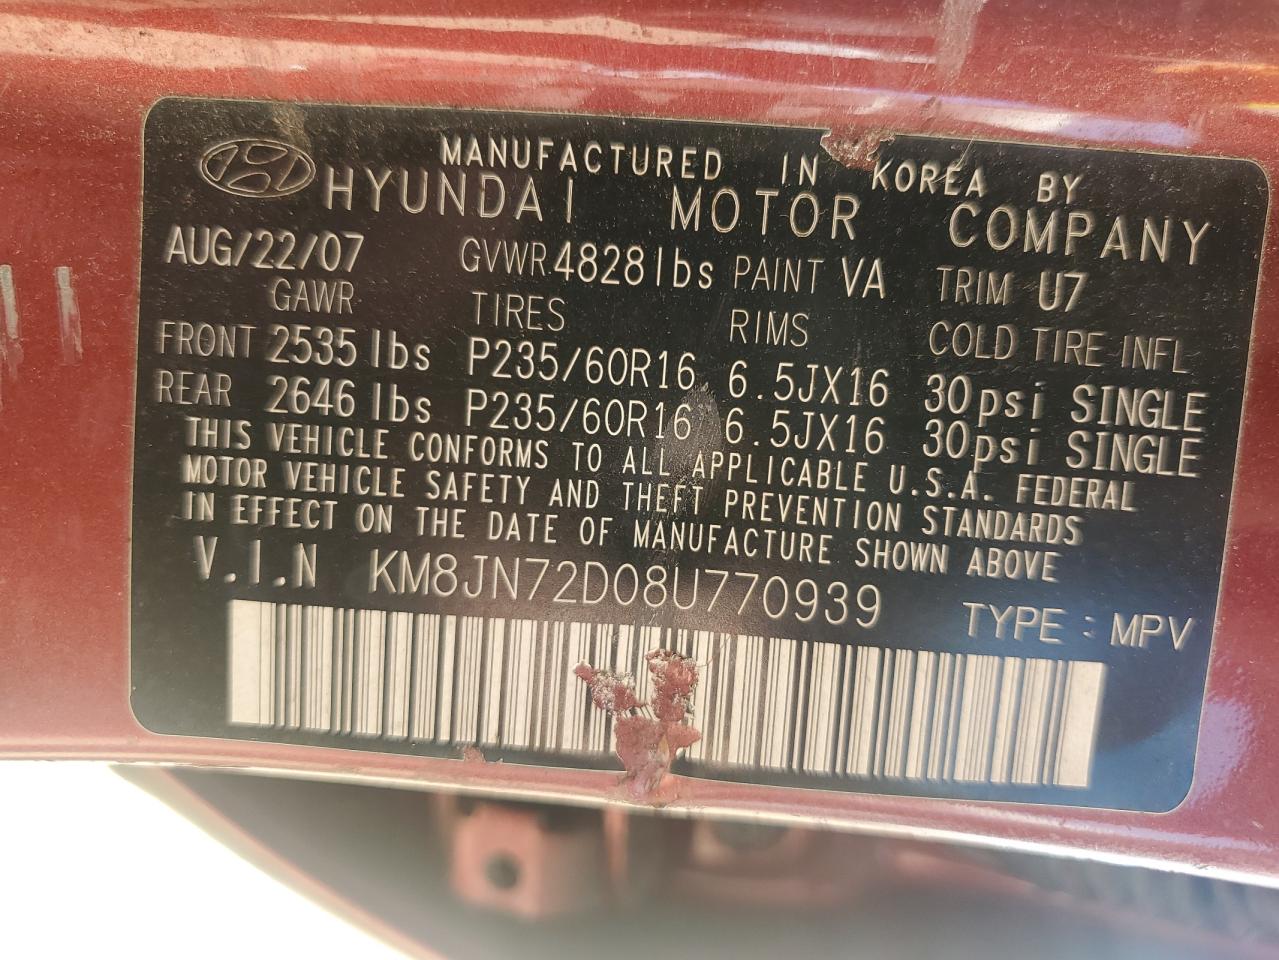 MANUFACTURED IN KOREA BY
HYUNDAI MOTOR COMPANY
AUG/22/07 GVWR 4828lbs PAINT VA TRIM U7
GAWR TIRES RIMS COLD TIRE INFL
FRONT 2535 lbs P235/60R16 6.5JX16 30psi SINGLE
REAR 2646 lbs P235/60R16 6.5JX16 30psi SINGLE
THIS VEHICLE CONFORMS TO ALL APPLICABLE U.S.A. FEDERAL
MOTOR VEHICLE SAFETY AND THEFT PREVENTION STANDARDS
IN EFFECT ON THE DATE OF MANUFACTURE SHOWN ABOVE
V.I.N KM8JN72D08U770939 TYPE : MPV